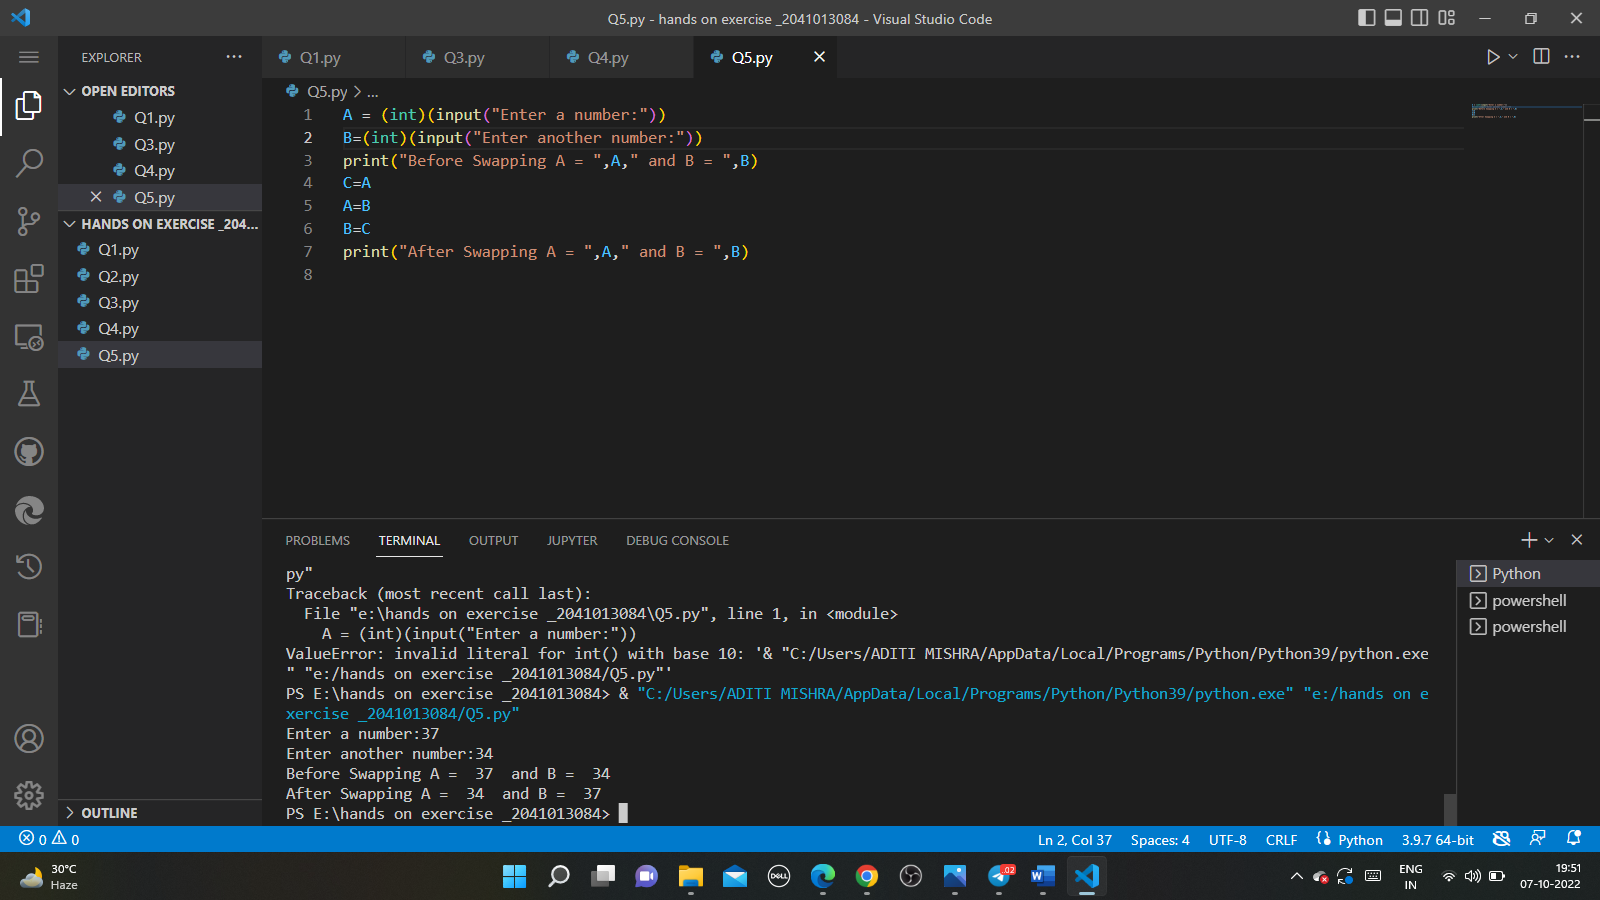 Q5.py - hands on exercise _2041013084 - Visual Studio Code
EXPLORER
Q1.py
Q3.py
Q4.py
Q5.py
OPEN EDITORS
Q1.py
Q3.py
Q4.py
Q5.py
HANDS ON EXERCISE _204...
Q1.py
Q2.py
Q3.py
Q4.py
Q5.py
OUTLINE
Q5.py > ...
1 A = (int)(input("Enter a number:"))
2 B=(int)(input("Enter another number:"))
3 print("Before Swapping A = ",A," and B = ",B)
4 C=A
5 A=B
6 B=C
7 print("After Swapping A = ",A," and B = ",B)
8
PROBLEMS TERMINAL OUTPUT JUPYTER DEBUG CONSOLE
py"
Traceback (most recent call last):
File "e:\hands on exercise _2041013084\Q5.py", line 1, in <module>
A = (int)(input("Enter a number:"))
ValueError: invalid literal for int() with base 10: '& "C:/Users/ADITI MISHRA/AppData/Local/Programs/Python/Python39/python.exe
" "e:/hands on exercise _2041013084/Q5.py"'
PS E:\hands on exercise _2041013084> & "C:/Users/ADITI MISHRA/AppData/Local/Programs/Python/Python39/python.exe" "e:/hands on e
xercise _2041013084/Q5.py"
Enter a number:37
Enter another number:34
Before Swapping A =  37  and B =  34
After Swapping A =  34  and B =  37
PS E:\hands on exercise _2041013084>
Python
powershell
powershell
0 0
Ln 2, Col 37 Spaces: 4 UTF-8 CRLF Python 3.9.7 64-bit
30°C
Haze
DELL
.02
W
ENG
IN
19:51
07-10-2022